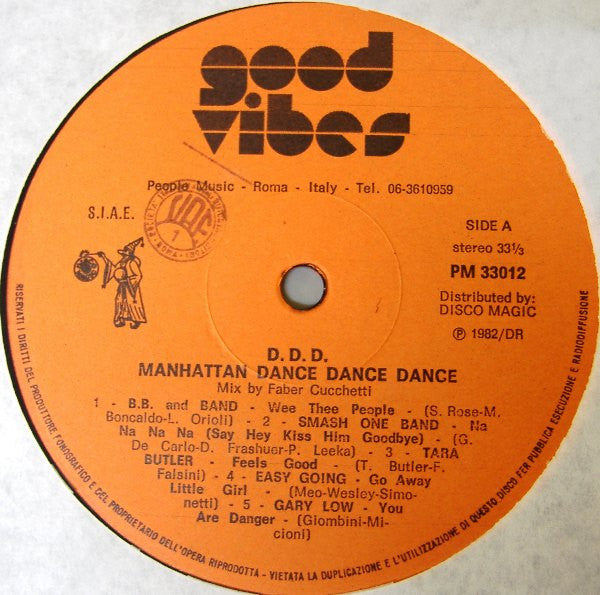 good
vibes
People Music - Roma - Italy - Tel. 06-3610959
S.I.A.E.
SIDE A
stereo 33⅓
PM 33012
Distributed by:
DISCO MAGIC
Ⓟ 1982/DR
D. D. D.
MANHATTAN DANCE DANCE DANCE
Mix by Faber Cucchetti
1 - B.B. and BAND - Wee Thee People - (S. Rose-M.
Boncaldo-L. Orioli) - 2 - SMASH ONE BAND - Na
Na Na Na (Say Hey Kiss Him Goodbye) - (G.
De Carlo-D. Frashuer-P. Leeka) - 3 - TARA
BUTLER - Feels Good - (T. Butler-F.
Falsini) - 4 - EASY GOING - Go Away
Little Girl - (Meo-Wesley-Simo-
netti) - 5 - GARY LOW - You
Are Danger - (Giombini-Mi-
cioni)
RISERVATI I DIRITTI DEL PRODUTTORE FONOGRAFICO E DEL PROPRIETARIO DELL'OPERA RIPRODOTTA - VIETATA LA DUPLICAZIONE E L'UTILIZZAZIONE DI QUESTO DISCO PER PUBBLICA ESECUZIONE E RADIODIFFUSIONE